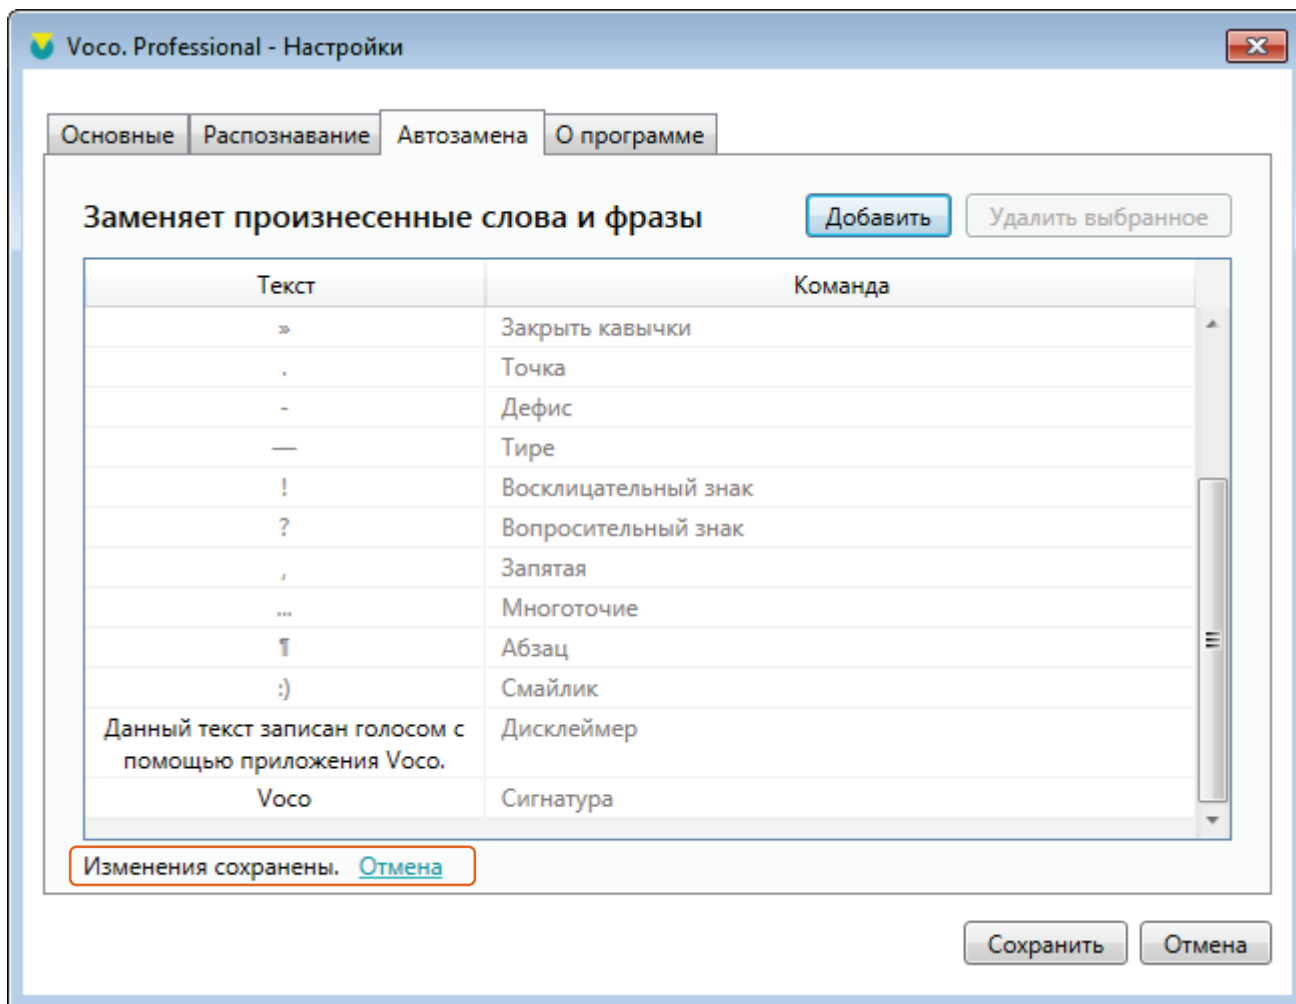 Voco. Professional - Настройки
Основные Распознавание Автозамена О программе
Заменяет произнесенные слова и фразы Добавить Удалить выбранное
Текст Команда
» Закрыть кавычки
. Точка
- Дефис
— Тире
! Восклицательный знак
? Вопросительный знак
, Запятая
... Многоточие
¶ Абзац
:) Смайлик
Данный текст записан голосом с Дисклеймер
помощью приложения Voco.
Voco Сигнатура
Изменения сохранены. Отмена
Сохранить Отмена